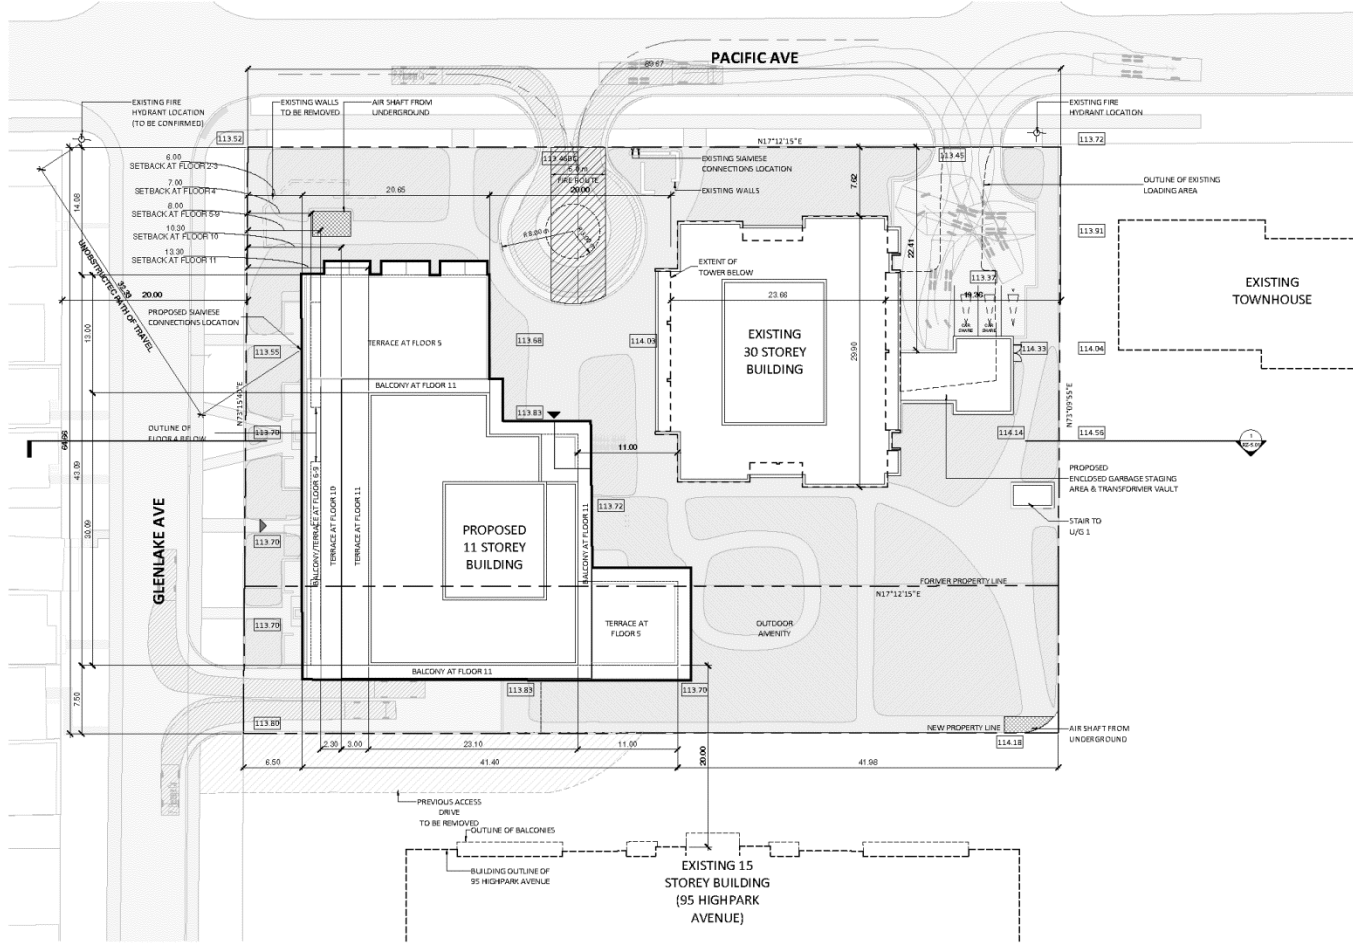 PACIFIC AVE
89.67
EXISTING FIRE
HYDRANT LOCATION
(TO BE CONFIRMED)
EXISTING WALLS
TO BE REMOVED
AIR SHAFT FROM
UNDERGROUND
EXISTING FIRE
HYDRANT LOCATION
113.52
N17°12'15"E
113.72
113.46
113.45
6.00
SETBACK AT FLOOR 2-3
7.00
SETBACK AT FLOOR 4
8.00
SETBACK AT FLOOR 5-9
10.30
SETBACK AT FLOOR 10
13.30
SETBACK AT FLOOR 11
20.65
FIRE ROUTE
20.00
EXISTING SIAMESE
CONNECTIONS LOCATION
EXISTING WALLS
7.62
OUTLINE OF EXISTING
LOADING AREA
14.08
113.91
R 6.00 m
22.41
UNOBSTRUCTED PATH OF TRAVEL
EXTENT OF
TOWER BELOW
113.37
EXISTING
TOWNHOUSE
20.00
23.66
PROPOSED SIAMESE
CONNECTIONS LOCATION
13.00
TERRACE AT FLOOR 5
113.68
114.03
EXISTING
30 STOREY
BUILDING
CAR
SHARE
CAR
SHARE
113.55
29.90
114.33
114.04
BALCONY AT FLOOR 11
N73°15'40"E
N73°09'55"E
113.83
OUTLINE OF
FLOOR 4 BELOW
113.70
64.66
11.00
114.14
114.56
1
43.09
PROPOSED
ENCLOSED GARBAGE STAGING
AREA & TRANSFORMER VAULT
GLENLAKE AVE
30.09
BALCONY/TERRACE AT FLOOR 6-9
TERRACE AT FLOOR 10
TERRACE AT FLOOR 11
PROPOSED
11 STOREY
BUILDING
BALCONY AT FLOOR 11
113.72
STAIR TO
U/G 1
113.70
FORMER PROPERTY LINE
N17°12'15"E
113.70
TERRACE AT
FLOOR 5
OUTDOOR
AMENITY
BALCONY AT FLOOR 11
113.83
113.70
7.50
113.80
NEW PROPERTY LINE
AIR SHAFT FROM
UNDERGROUND
114.18
2.30
3.00
23.10
11.00
20.00
6.50
41.40
41.98
PREVIOUS ACCESS
DRIVE
TO BE REMOVED
OUTLINE OF BALCONIES
BUILDING OUTLINE OF
95 HIGHPARK AVENUE
EXISTING 15
STOREY BUILDING
(95 HIGHPARK
AVENUE)